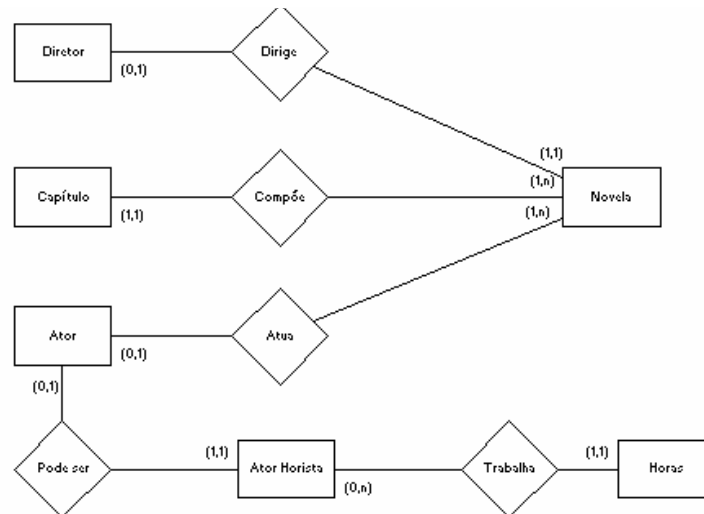 Diretor
(0,1)
Dirige
(1,1)
(1,n)
Capítulo
(1,1)
Compõe
Novela
(1,n)
Ator
(0,1)
Atua
(0,1)
Pode ser
(1,1)
Ator Horista
(0,n)
Trabalha
(1,1)
Horas